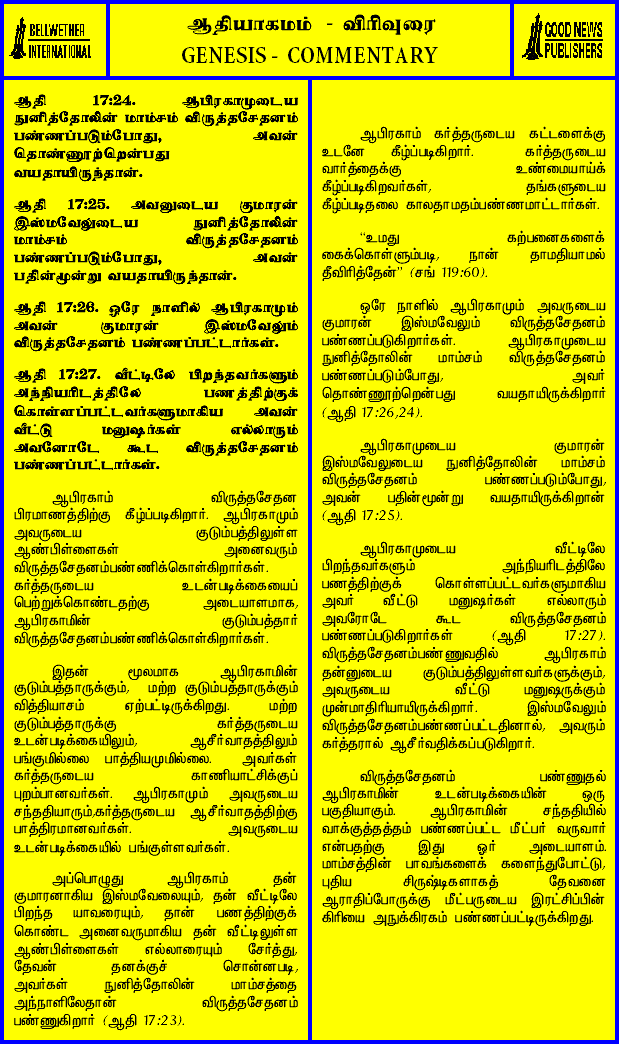 BELLWETHER
INTERNATIONAL
ஆதியாகமம் - விரிவுரை
GENESIS - COMMENTARY
GOOD NEWS
PUBLISHERS
ஆதி 17:24. ஆபிரகாமுடைய
நுனித்தோலின் மாம்சம் விருத்தசேதனம்
பண்ணப்படும்போது, அவன்
தொண்ணூற்றென்பது
வயதாயிருந்தான்.
ஆதி 17:25. அவனுடைய குமாரன்
இஸ்மவேலுடைய நுனித்தோலின்
மாம்சம் விருத்தசேதனம்
பண்ணப்படும்போது, அவன்
பதின்மூன்று வயதாயிருந்தான்.
ஆதி 17:26. ஒரே நாளில் ஆபிரகாமும்
அவன் குமாரன் இஸ்மவேலும்
விருத்தசேதனம் பண்ணப்பட்டார்கள்.
ஆதி 17:27. வீட்டிலே பிறந்தவர்களும்
அந்நியரிடத்திலே பணத்திற்குக்
கொள்ளப்பட்டவர்களுமாகிய அவன்
வீட்டு மனுஷர்கள் எல்லாரும்
அவனோடே கூட விருத்தசேதனம்
பண்ணப்பட்டார்கள்.
ஆபிரகாம் விருத்தசேதன
பிரமாணத்திற்கு கீழ்ப்படிகிறார். ஆபிரகாமும்
அவருடைய குடும்பத்திலுள்ள
ஆண்பிள்ளைகள் அனைவரும்
விருத்தசேதனம்பண்ணிக்கொள்கிறார்கள்.
கர்த்தருடைய உடன்படிக்கையைப்
பெற்றுக்கொண்டதற்கு அடையாளமாக,
ஆபிரகாமின் குடும்பத்தார்
விருத்தசேதனம்பண்ணிக்கொள்கிறார்கள்.
இதன் மூலமாக ஆபிரகாமின்
குடும்பத்தாருக்கும், மற்ற குடும்பத்தாருக்கும்
வித்தியாசம் ஏற்பட்டிருக்கிறது. மற்ற
குடும்பத்தாருக்கு கர்த்தருடைய
உடன்படிக்கையிலும், ஆசீர்வாதத்திலும்
பங்குமில்லை பாத்தியமுமில்லை. அவர்கள்
கர்த்தருடைய காணியாட்சிக்குப்
புறம்பானவர்கள். ஆபிரகாமும் அவருடைய
சந்ததியாரும்,கர்த்தருடைய ஆசீர்வாதத்திற்கு
பாத்திரமானவர்கள். அவருடைய
உடன்படிக்கையில் பங்குள்ளவர்கள்.
அப்பொழுது ஆபிரகாம் தன்
குமாரனாகிய இஸ்மவேலையும், தன் வீட்டிலே
பிறந்த யாவரையும், தான் பணத்திற்குக்
கொண்ட அனைவருமாகிய தன் வீட்டிலுள்ள
ஆண்பிள்ளைகள் எல்லாரையும் சேர்த்து,
தேவன் தனக்குச் சொன்னபடி,
அவர்கள் நுனித்தோலின் மாம்சத்தை
அந்நாளிலேதான் விருத்தசேதனம்
பண்ணுகிறார் (ஆதி 17:23).
ஆபிரகாம் கர்த்தருடைய கட்டளைக்கு
உடனே கீழ்ப்படிகிறார். கர்த்தருடைய
வார்த்தைக்கு உண்மையாய்க்
கீழ்ப்படிகிறவர்கள், தங்களுடைய
கீழ்ப்படிதலை காலதாமதம்பண்ணமாட்டார்கள்.
“உமது கற்பனைகளைக்
கைக்கொள்ளும்படி, நான் தாமதியாமல்
தீவிரித்தேன்” (சங் 119:60).
ஒரே நாளில் ஆபிரகாமும் அவருடைய
குமாரன் இஸ்மவேலும் விருத்தசேதனம்
பண்ணப்படுகிறார்கள். ஆபிரகாமுடைய
நுனித்தோலின் மாம்சம் விருத்தசேதனம்
பண்ணப்படும்போது, அவர்
தொண்ணூற்றென்பது வயதாயிருக்கிறார்
(ஆதி 17:26,24).
ஆபிரகாமுடைய குமாரன்
இஸ்மவேலுடைய நுனித்தோலின் மாம்சம்
விருத்தசேதனம் பண்ணப்படும்போது,
அவன் பதின்மூன்று வயதாயிருக்கிறான்
(ஆதி 17:25).
ஆபிரகாமுடைய வீட்டிலே
பிறந்தவர்களும் அந்நியரிடத்திலே
பணத்திற்குக் கொள்ளப்பட்டவர்களுமாகிய
அவர் வீட்டு மனுஷர்கள் எல்லாரும்
அவரோடே கூட விருத்தசேதனம்
பண்ணப்படுகிறார்கள் (ஆதி 17:27).
விருத்தசேதனம்பண்ணுவதில் ஆபிரகாம்
தன்னுடைய குடும்பத்திலுள்ளவர்களுக்கும்,
அவருடைய வீட்டு மனுஷருக்கும்
முன்மாதிரியாயிருக்கிறார். இஸ்மவேலும்
விருத்தசேதனம்பண்ணப்பட்டதினால், அவரும்
கர்த்தரால் ஆசீர்வதிக்கப்படுகிறார்.
விருத்தசேதனம் பண்ணுதல்
ஆபிரகாமின் உடன்படிக்கையின் ஒரு
பகுதியாகும். ஆபிரகாமின் சந்ததியில்
வாக்குத்தத்தம் பண்ணப்பட்ட மீட்பர் வருவார்
என்பதற்கு இது ஓர் அடையாளம்.
மாம்சத்தின் பாவங்களைக் களைந்துபோட்டு,
புதிய சிருஷ்டிகளாகத் தேவனை
ஆராதிப்போருக்கு மீட்பருடைய இரட்சிப்பின்
கிரியை அநுக்கிரகம் பண்ணப்பட்டிருக்கிறது.